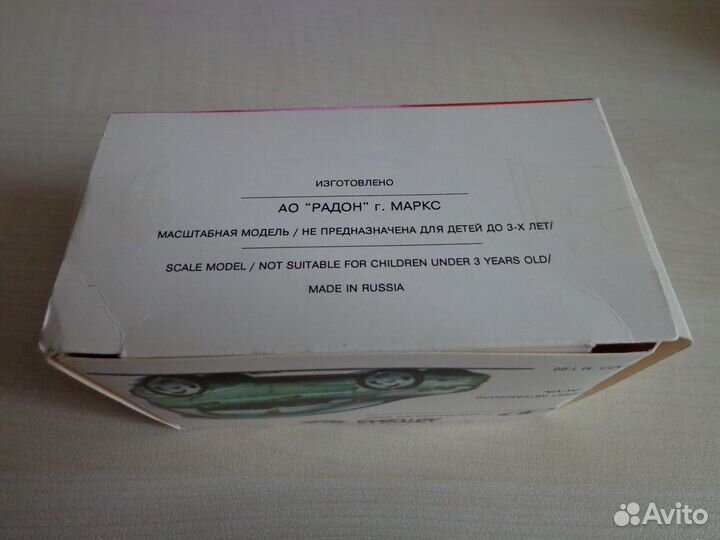 ИЗГОТОВЛЕНО
АО "РАДОН" г. МАРКС
МАСШТАБНАЯ МОДЕЛЬ / НЕ ПРЕДНАЗНАЧЕНА ДЛЯ ДЕТЕЙ ДО 3-Х ЛЕТ/
SCALE MODEL / NOT SUITABLE FOR CHILDREN UNDER 3 YEARS OLD/
MADE IN RUSSIA
Avito